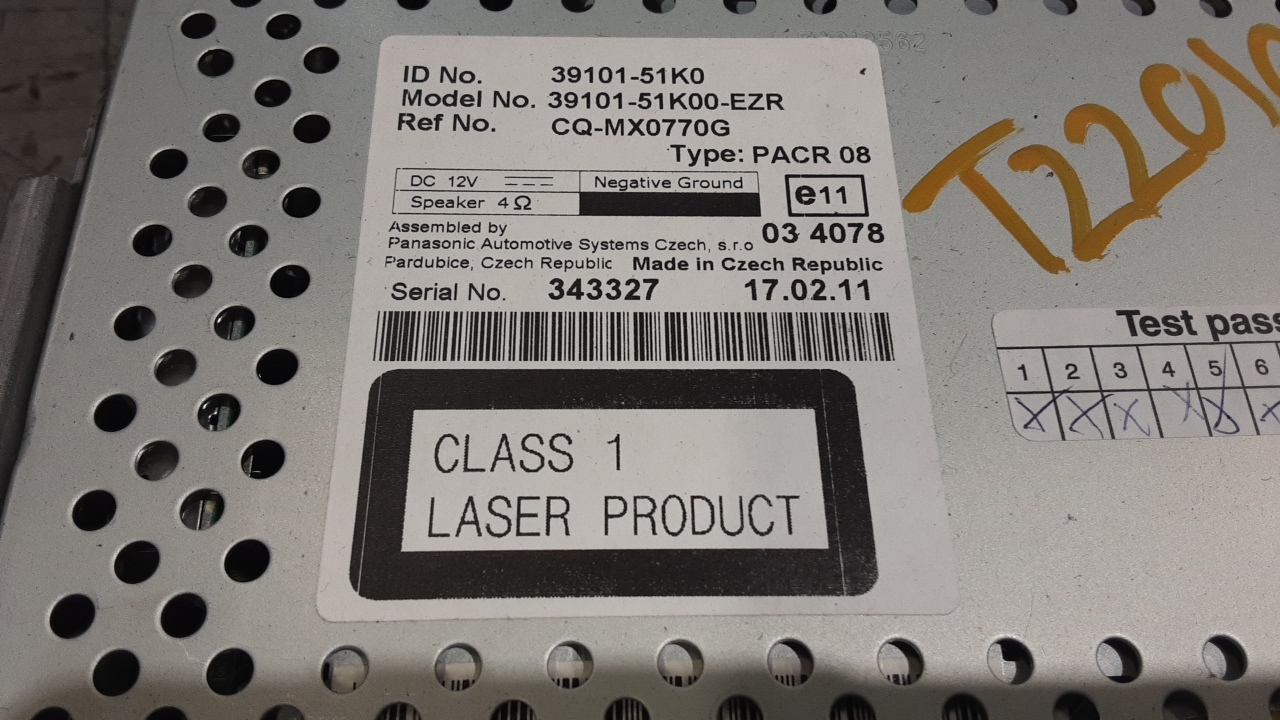 ID No. 39101-51K0
Model No. 39101-51K00-EZR
Ref No. CQ-MX0770G
Type: PACR 08
DC 12V Negative Ground
Speaker 4Ω
e11
Assembled by
Panasonic Automotive Systems Czech, s.r.o 03 4078
Pardubice, Czech Republic Made in Czech Republic
Serial No. 343327 17.02.11
CLASS 1
LASER PRODUCT
Test pass
1 2 3 4 5 6
X X X X X X